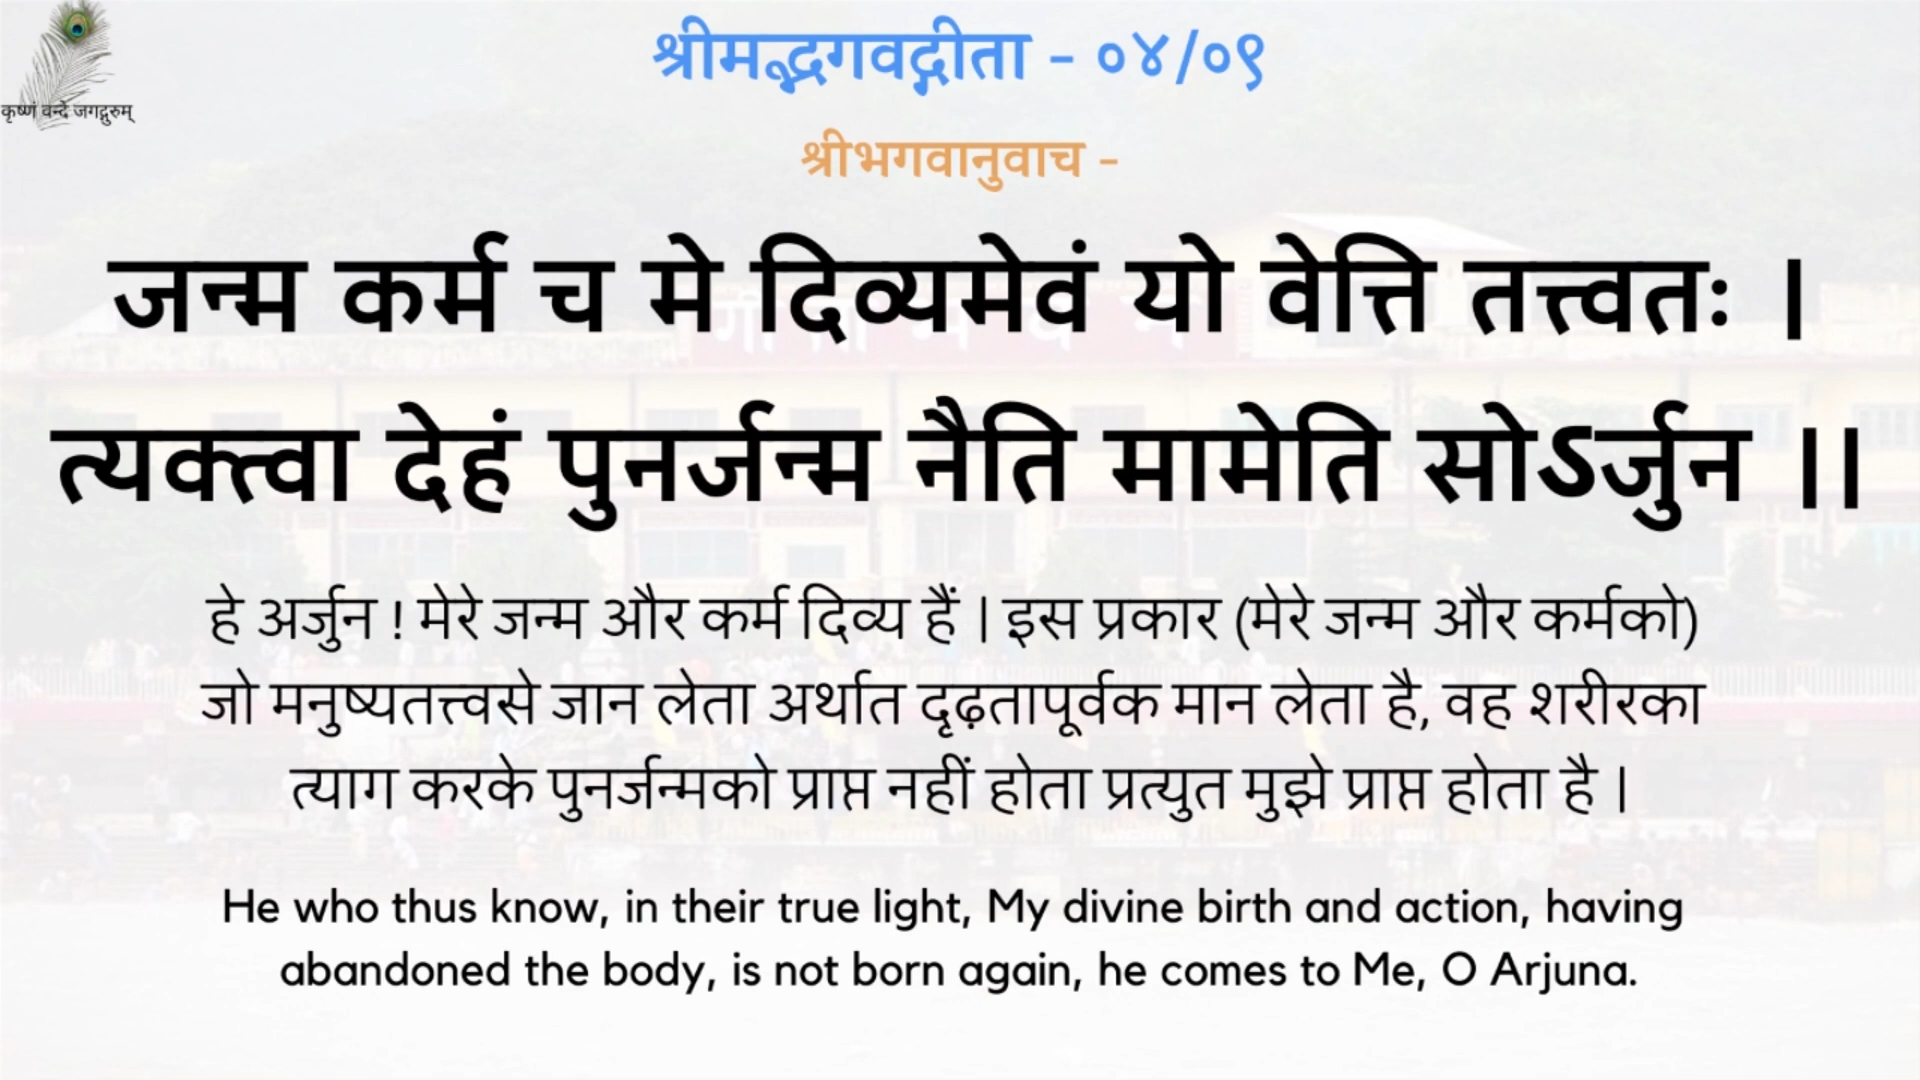 कृष्णं वन्दे जगद्गुरुम्
श्रीमद्भगवद्गीता - ०४/०९
श्रीभगवानुवाच -
जन्म कर्म च मे दिव्यमेवं यो वेत्ति तत्त्वतः ।
त्यक्त्वा देहं पुनर्जन्म नैति मामेति सोऽर्जुन ।।
हे अर्जुन ! मेरे जन्म और कर्म दिव्य हैं | इस प्रकार (मेरे जन्म और कर्मको)
जो मनुष्यतत्त्वसे जान लेता अर्थात दृढ़तापूर्वक मान लेता है, वह शरीरका
त्याग करके पुनर्जन्मको प्राप्त नहीं होता प्रत्युत मुझे प्राप्त होता है |
He who thus know, in their true light, My divine birth and action, having
abandoned the body, is not born again, he comes to Me, O Arjuna.